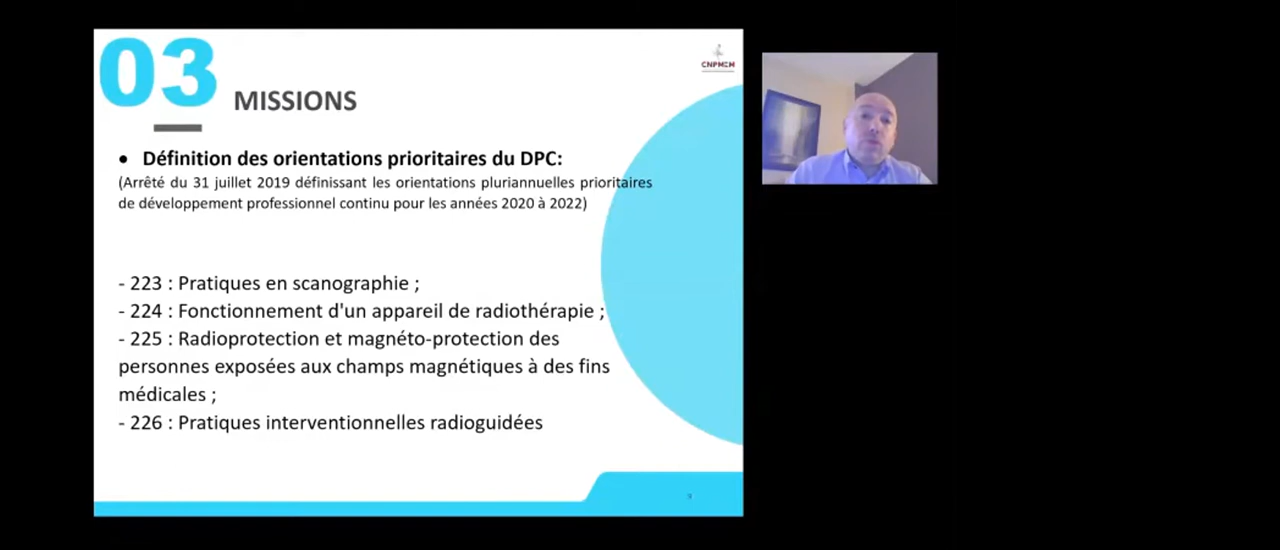 03
MISSIONS
CNPMEM
• Définition des orientations prioritaires du DPC:
(Arrêté du 31 juillet 2019 définissant les orientations pluriannuelles prioritaires
de développement professionnel continu pour les années 2020 à 2022)
- 223 : Pratiques en scanographie ;
- 224 : Fonctionnement d'un appareil de radiothérapie ;
- 225 : Radioprotection et magnéto-protection des
personnes exposées aux champs magnétiques à des fins
médicales ;
- 226 : Pratiques interventionnelles radioguidées